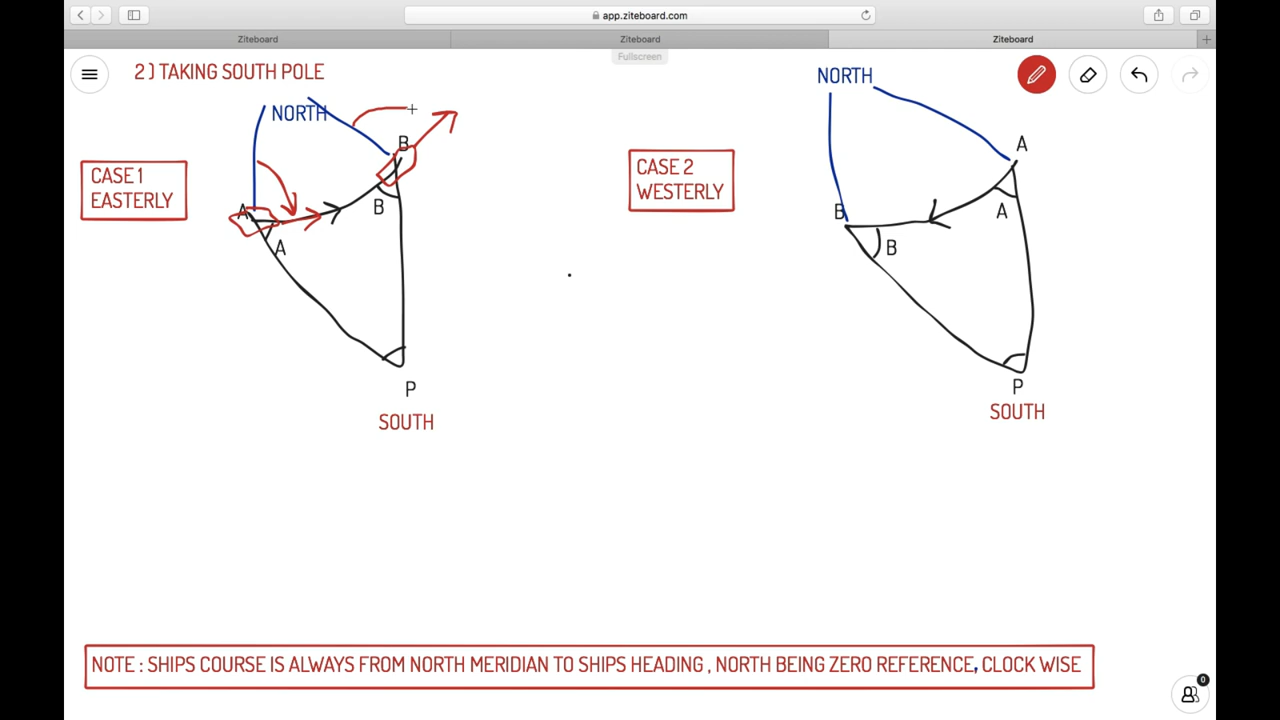 app.ziteboard.com
Ziteboard
Ziteboard
Ziteboard
Fullscreen
2 ) TAKING SOUTH POLE
NORTH
B
CASE 1
EASTERLY
A
B
A
P
SOUTH
NORTH
A
CASE 2
WESTERLY
B
A
B
P
SOUTH
NOTE : SHIPS COURSE IS ALWAYS FROM NORTH MERIDIAN TO SHIPS HEADING , NORTH BEING ZERO REFERENCE, CLOCK WISE
0